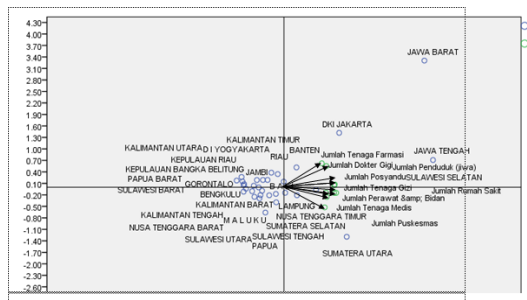 4.30
4.00
3.70
3.40
3.10
2.80
2.50
2.20
1.90
1.60
1.30
1.00
0.70
0.40
0.10
-0.20
-0.50
-0.80
-1.10
-1.40
-1.70
-2.00
-2.30
-2.60
JAWA BARAT
DKI JAKARTA
KALIMANTAN TIMUR
KALIMANTAN UTARA D I YOGYAKARTA BANTEN JAWA TENGAH
KEPULAUAN RIAU RIAU Jumlah Tenaga Farmasi
Jumlah Dokter Gigi Jumlah Penduduk (jiwa)
KEPULAUAN BANGKA BELITUNG JAMBI
PAPUA BARAT Jumlah Posyandu SULAWESI SELATAN
GORONTALO
SULAWESI BARAT Jumlah Tenaga Gizi Jumlah Rumah Sakit
BENGKULU Jumlah Perawat &amp; Bidan
KALIMANTAN BARAT LAMPUNG Jumlah Tenaga Medis
KALIMANTAN TENGAH M A L U K U NUSA TENGGARA TIMUR
NUSA TENGGARA BARAT SUMATERA SELATAN Jumlah Puskesmas
SULAWESI UTARA SULAWESI TENGAH
PAPUA
SUMATERA UTARA